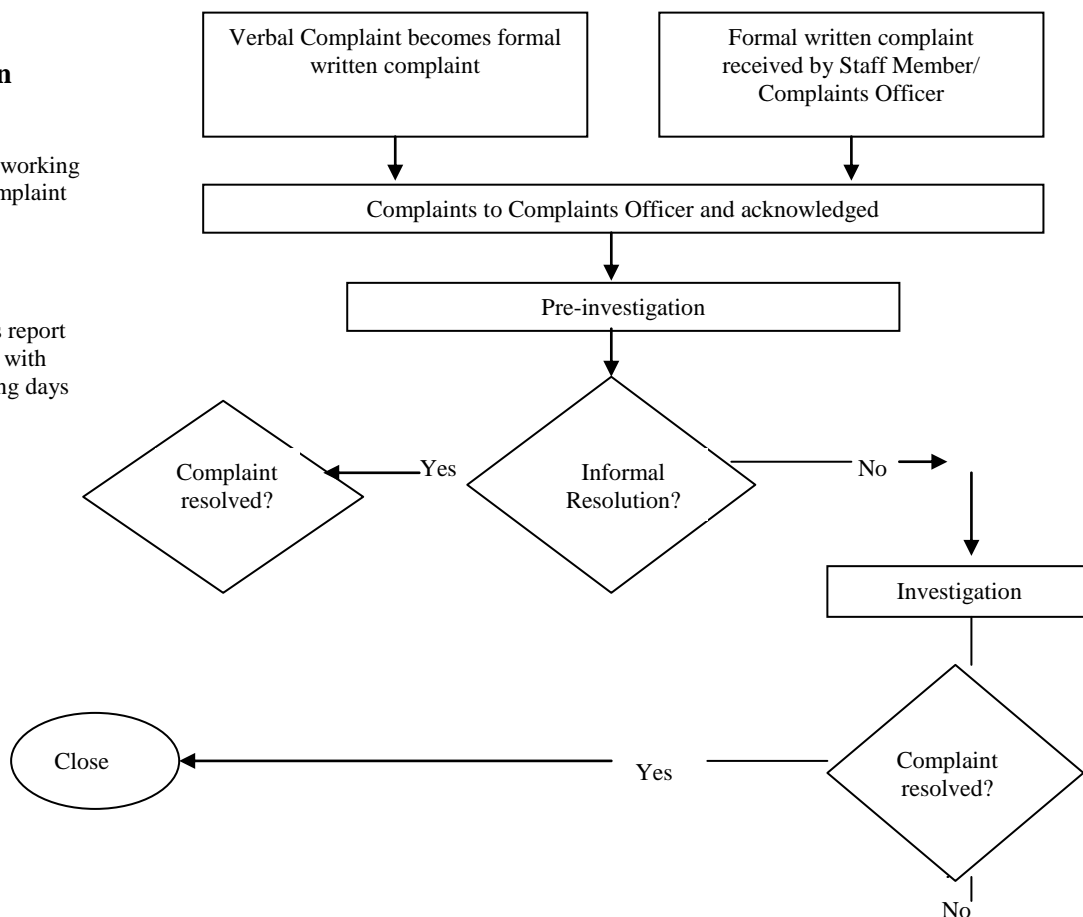 Verbal Complaint becomes formal
written complaint
Formal written complaint
received by Staff Member/
Complaints Officer
n
working
mplaint
Complaints to Complaints Officer and acknowledged
Pre-investigation
s report
with
ng days
Complaint
resolved?
Yes
Informal
Resolution?
No
Investigation
Close
Yes
Complaint
resolved?
No